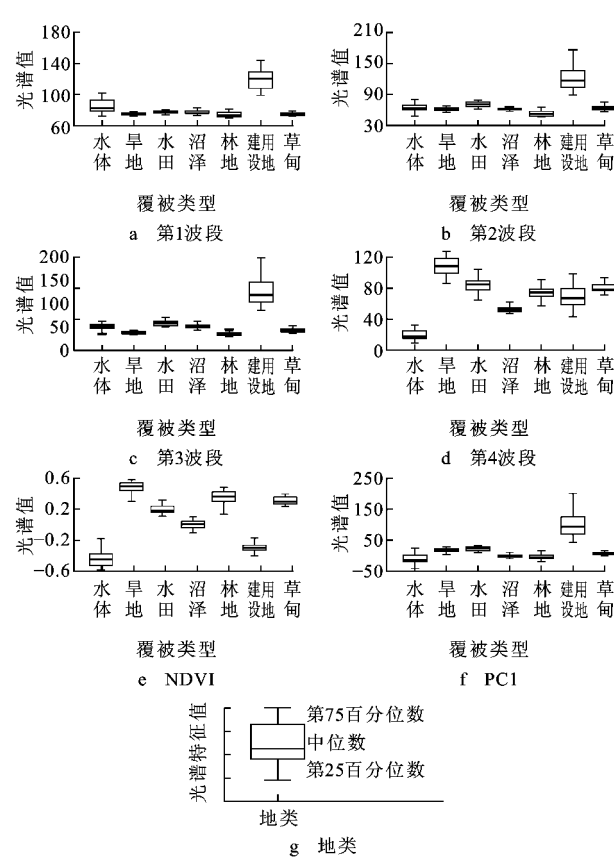 180
140
100
60
光谱值
水体 旱地 水田 沼泽 林地 建设用地 草甸
覆被类型
a 第1波段
210
150
90
30
光谱值
水体 旱地 水田 沼泽 林地 建设用地 草甸
覆被类型
b 第2波段
200
150
100
50
0
光谱值
水体 旱地 水田 沼泽 林地 建设用地 草甸
覆被类型
c 第3波段
120
80
40
0
光谱值
水体 旱地 水田 沼泽 林地 建设用地 草甸
覆被类型
d 第4波段
0.6
0.2
-0.2
-0.6
光谱值
水体 旱地 水田 沼泽 林地 建设用地 草甸
覆被类型
e NDVI
250
150
50
-50
光谱值
水体 旱地 水田 沼泽 林地 建设用地 草甸
覆被类型
f PC1
光谱特征值
第75百分位数
中位数
第25百分位数
地类
g 地类